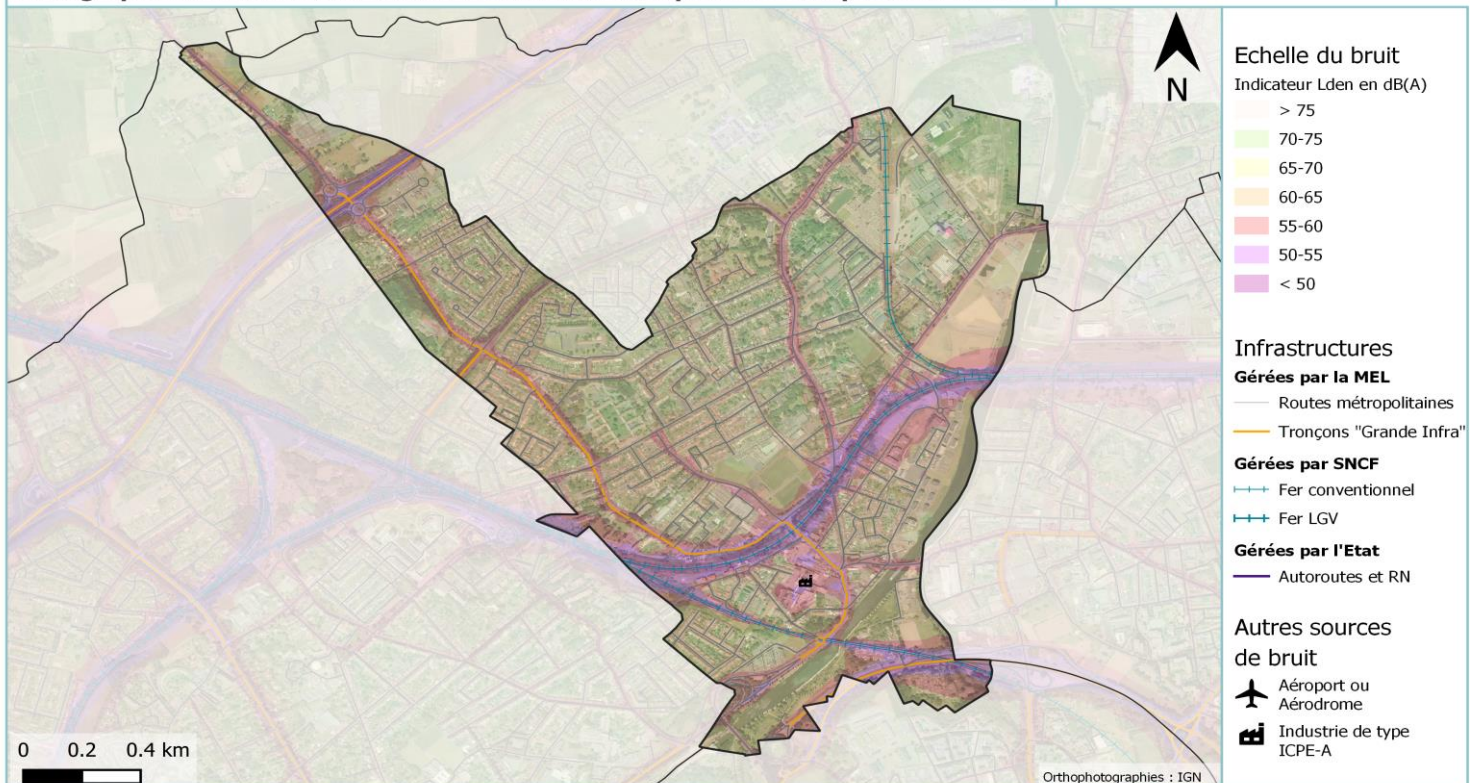 N
0 0.2 0.4 km
Orthophotographies : IGN
Echelle du bruit
Indicateur Lden en dB(A)
> 75
70-75
65-70
60-65
55-60
50-55
< 50
Infrastructures
Gérées par la MEL
Routes métropolitaines
Tronçons "Grande Infra"
Gérées par SNCF
Fer conventionnel
Fer LGV
Gérées par l'Etat
Autoroutes et RN
Autres sources
de bruit
Aéroport ou
Aérodrome
Industrie de type
ICPE-A